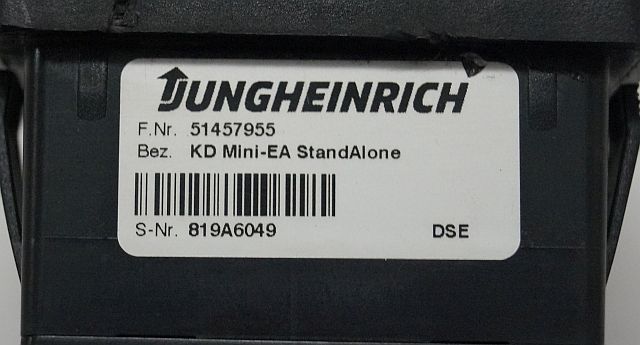 JUNGHEINRICH
F.Nr. 51457955
Bez. KD Mini-EA StandAlone
S-Nr. 819A6049 DSE